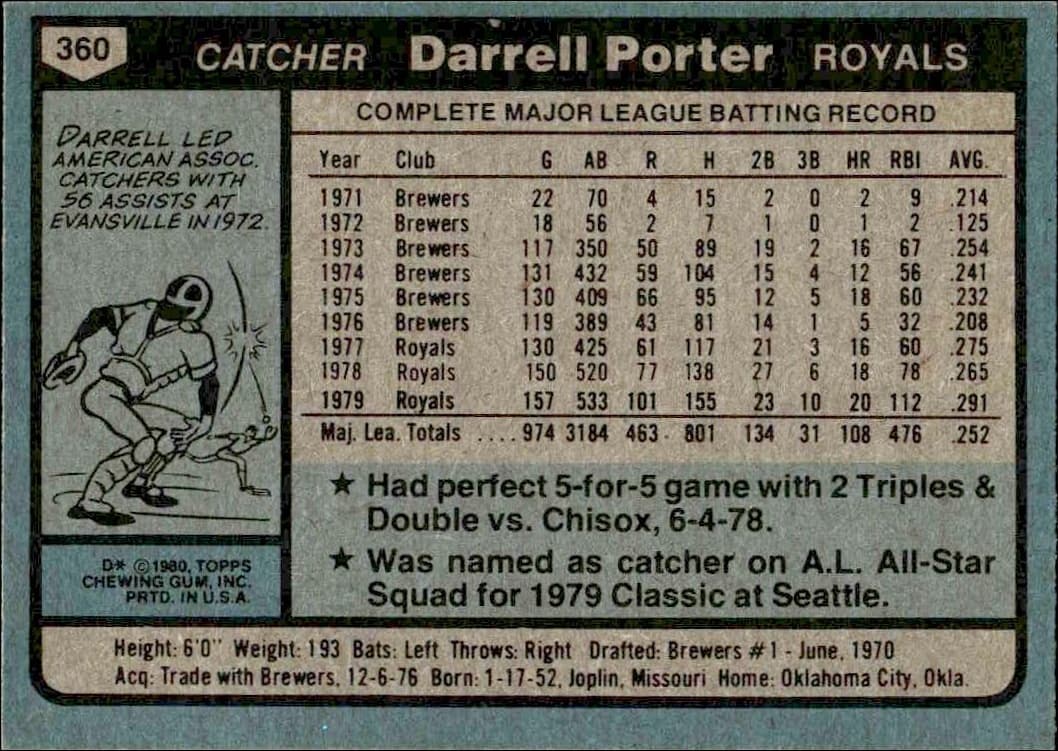 360 CATCHER Darrell Porter ROYALS
DARRELL LED
AMERICAN ASSOC.
CATCHERS WITH
56 ASSISTS AT
EVANSVILLE IN 1972.
COMPLETE MAJOR LEAGUE BATTING RECORD
Year Club G AB R H 2B 3B HR RBI AVG.
1971 Brewers 22 70 4 15 2 0 2 9 .214
1972 Brewers 18 56 2 7 1 0 1 2 .125
1973 Brewers 117 350 50 89 19 2 16 67 .254
1974 Brewers 131 432 59 104 15 4 12 56 .241
1975 Brewers 130 409 66 95 12 5 18 60 .232
1976 Brewers 119 389 43 81 14 1 5 32 .208
1977 Royals 130 425 61 117 21 3 16 60 .275
1978 Royals 150 520 77 138 27 6 18 78 .265
1979 Royals 157 533 101 155 23 10 20 112 .291
Maj. Lea. Totals .... 974 3184 463 801 134 31 108 476 .252
★ Had perfect 5-for-5 game with 2 Triples &
Double vs. Chisox, 6-4-78.
★ Was named as catcher on A.L. All-Star
Squad for 1979 Classic at Seattle.
D* ©1980, TOPPS
CHEWING GUM, INC.
PRTD. IN U.S.A.
Height: 6'0" Weight: 193 Bats: Left Throws: Right Drafted: Brewers #1 - June, 1970
Acq: Trade with Brewers, 12-6-76 Born: 1-17-52, Joplin, Missouri Home: Oklahoma City, Okla.